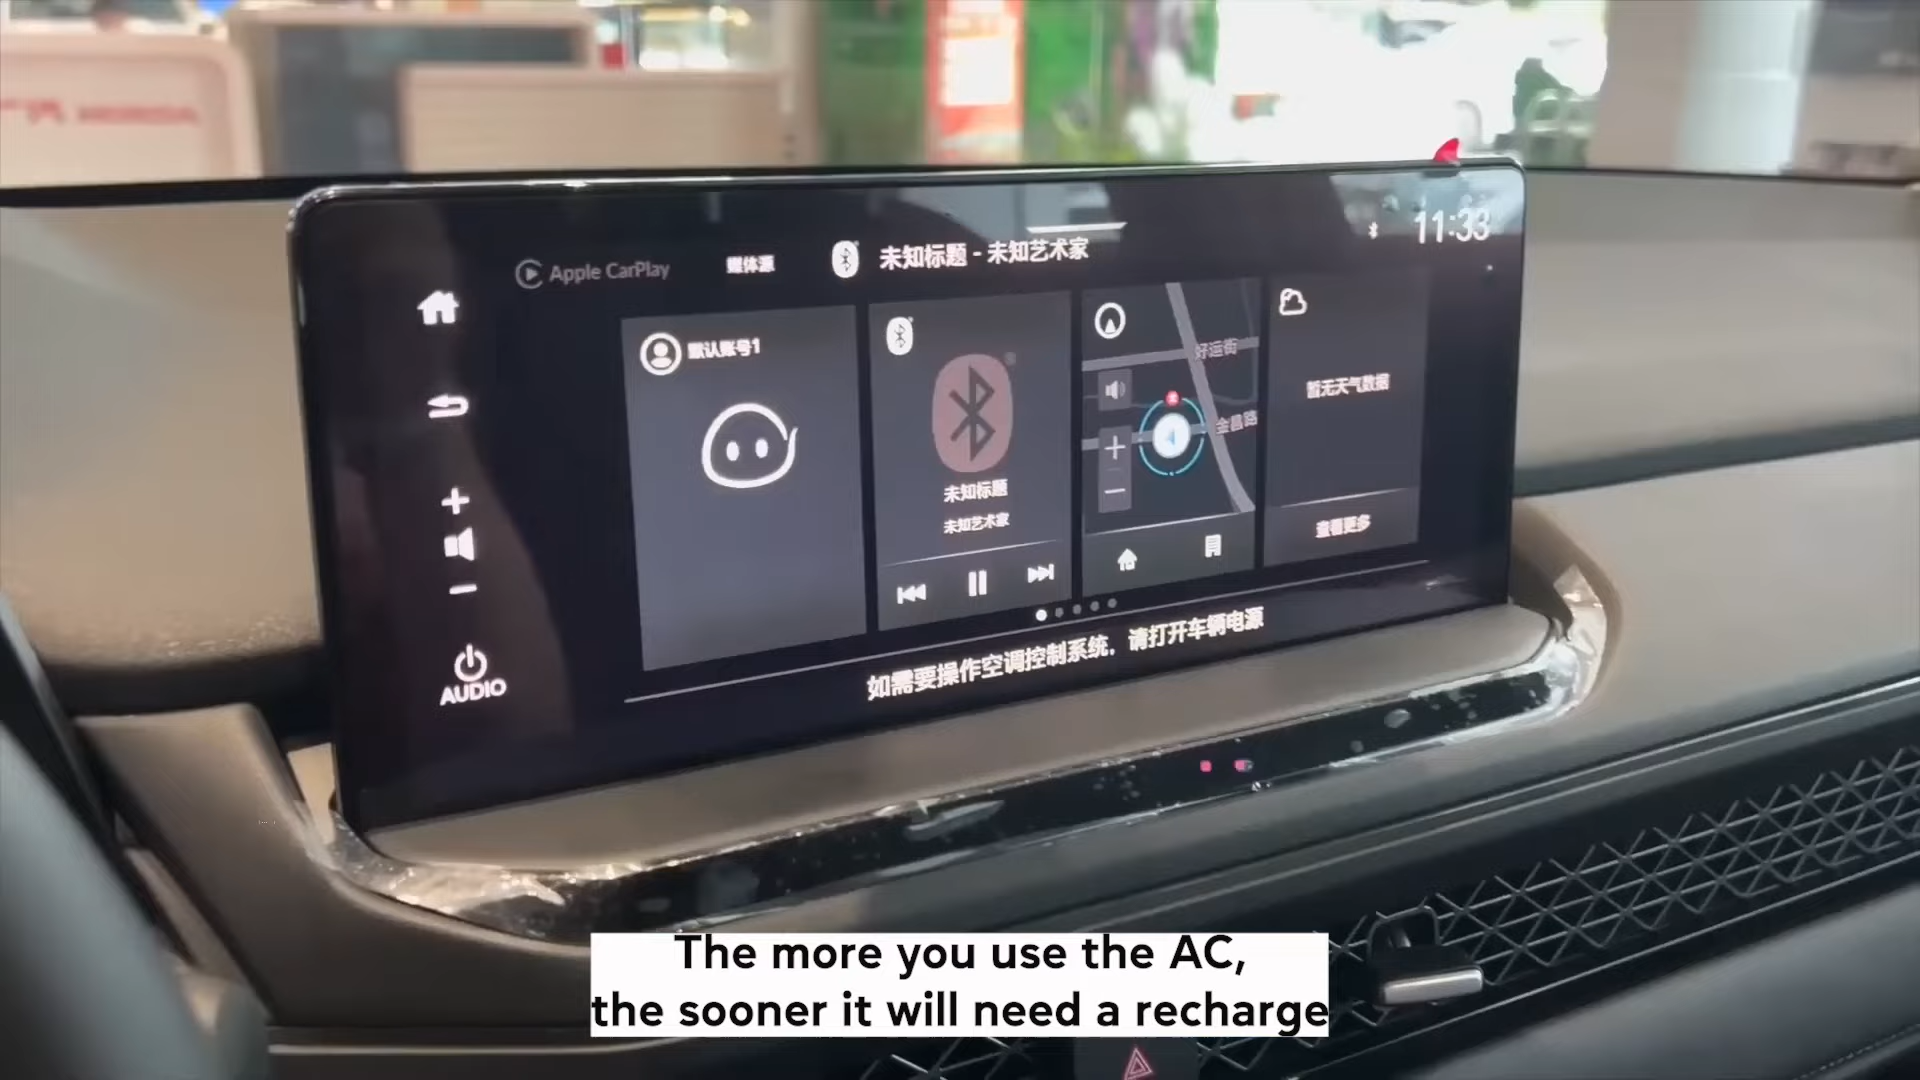 HONDA
11:33
Apple CarPlay
媒体源
未知标题 - 未知艺术家
默认账号1
未知标题
未知艺术家
好运街
金昌路
暂无天气数据
查看更多
AUDIO
如需要操作空调控制系统，请打开车辆电源
The more you use the AC,
the sooner it will need a recharge